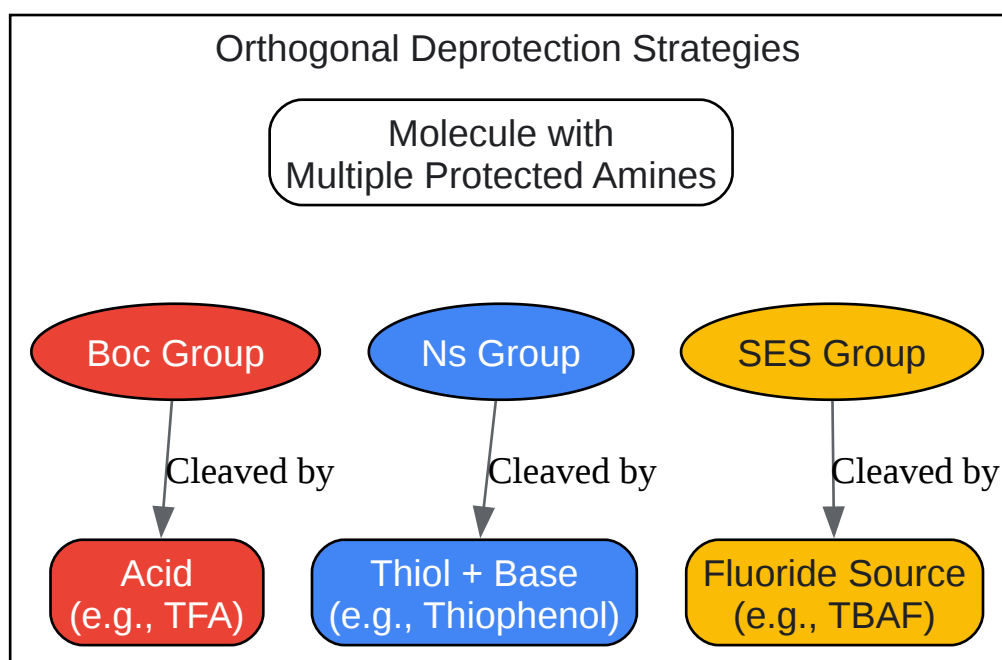 Orthogonal Deprotection Strategies
Molecule with
Multiple Protected Amines
Boc Group
Ns Group
SES Group
Cleaved by
Cleaved by
Cleaved by
Acid
(e.g., TFA)
Thiol + Base
(e.g., Thiophenol)
Fluoride Source
(e.g., TBAF)